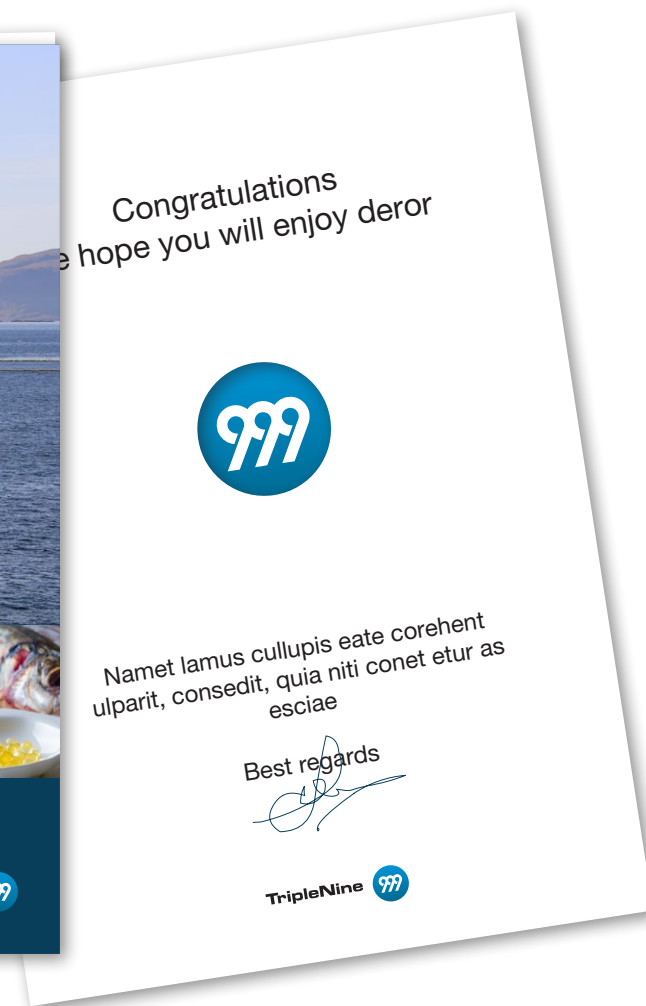 Congratulations
hope you will enjoy deror
999
Namet lamus cullupis eate corehent
ulparit, consedit, quia niti conet etur as
esciae
Best regards
TripleNine 999